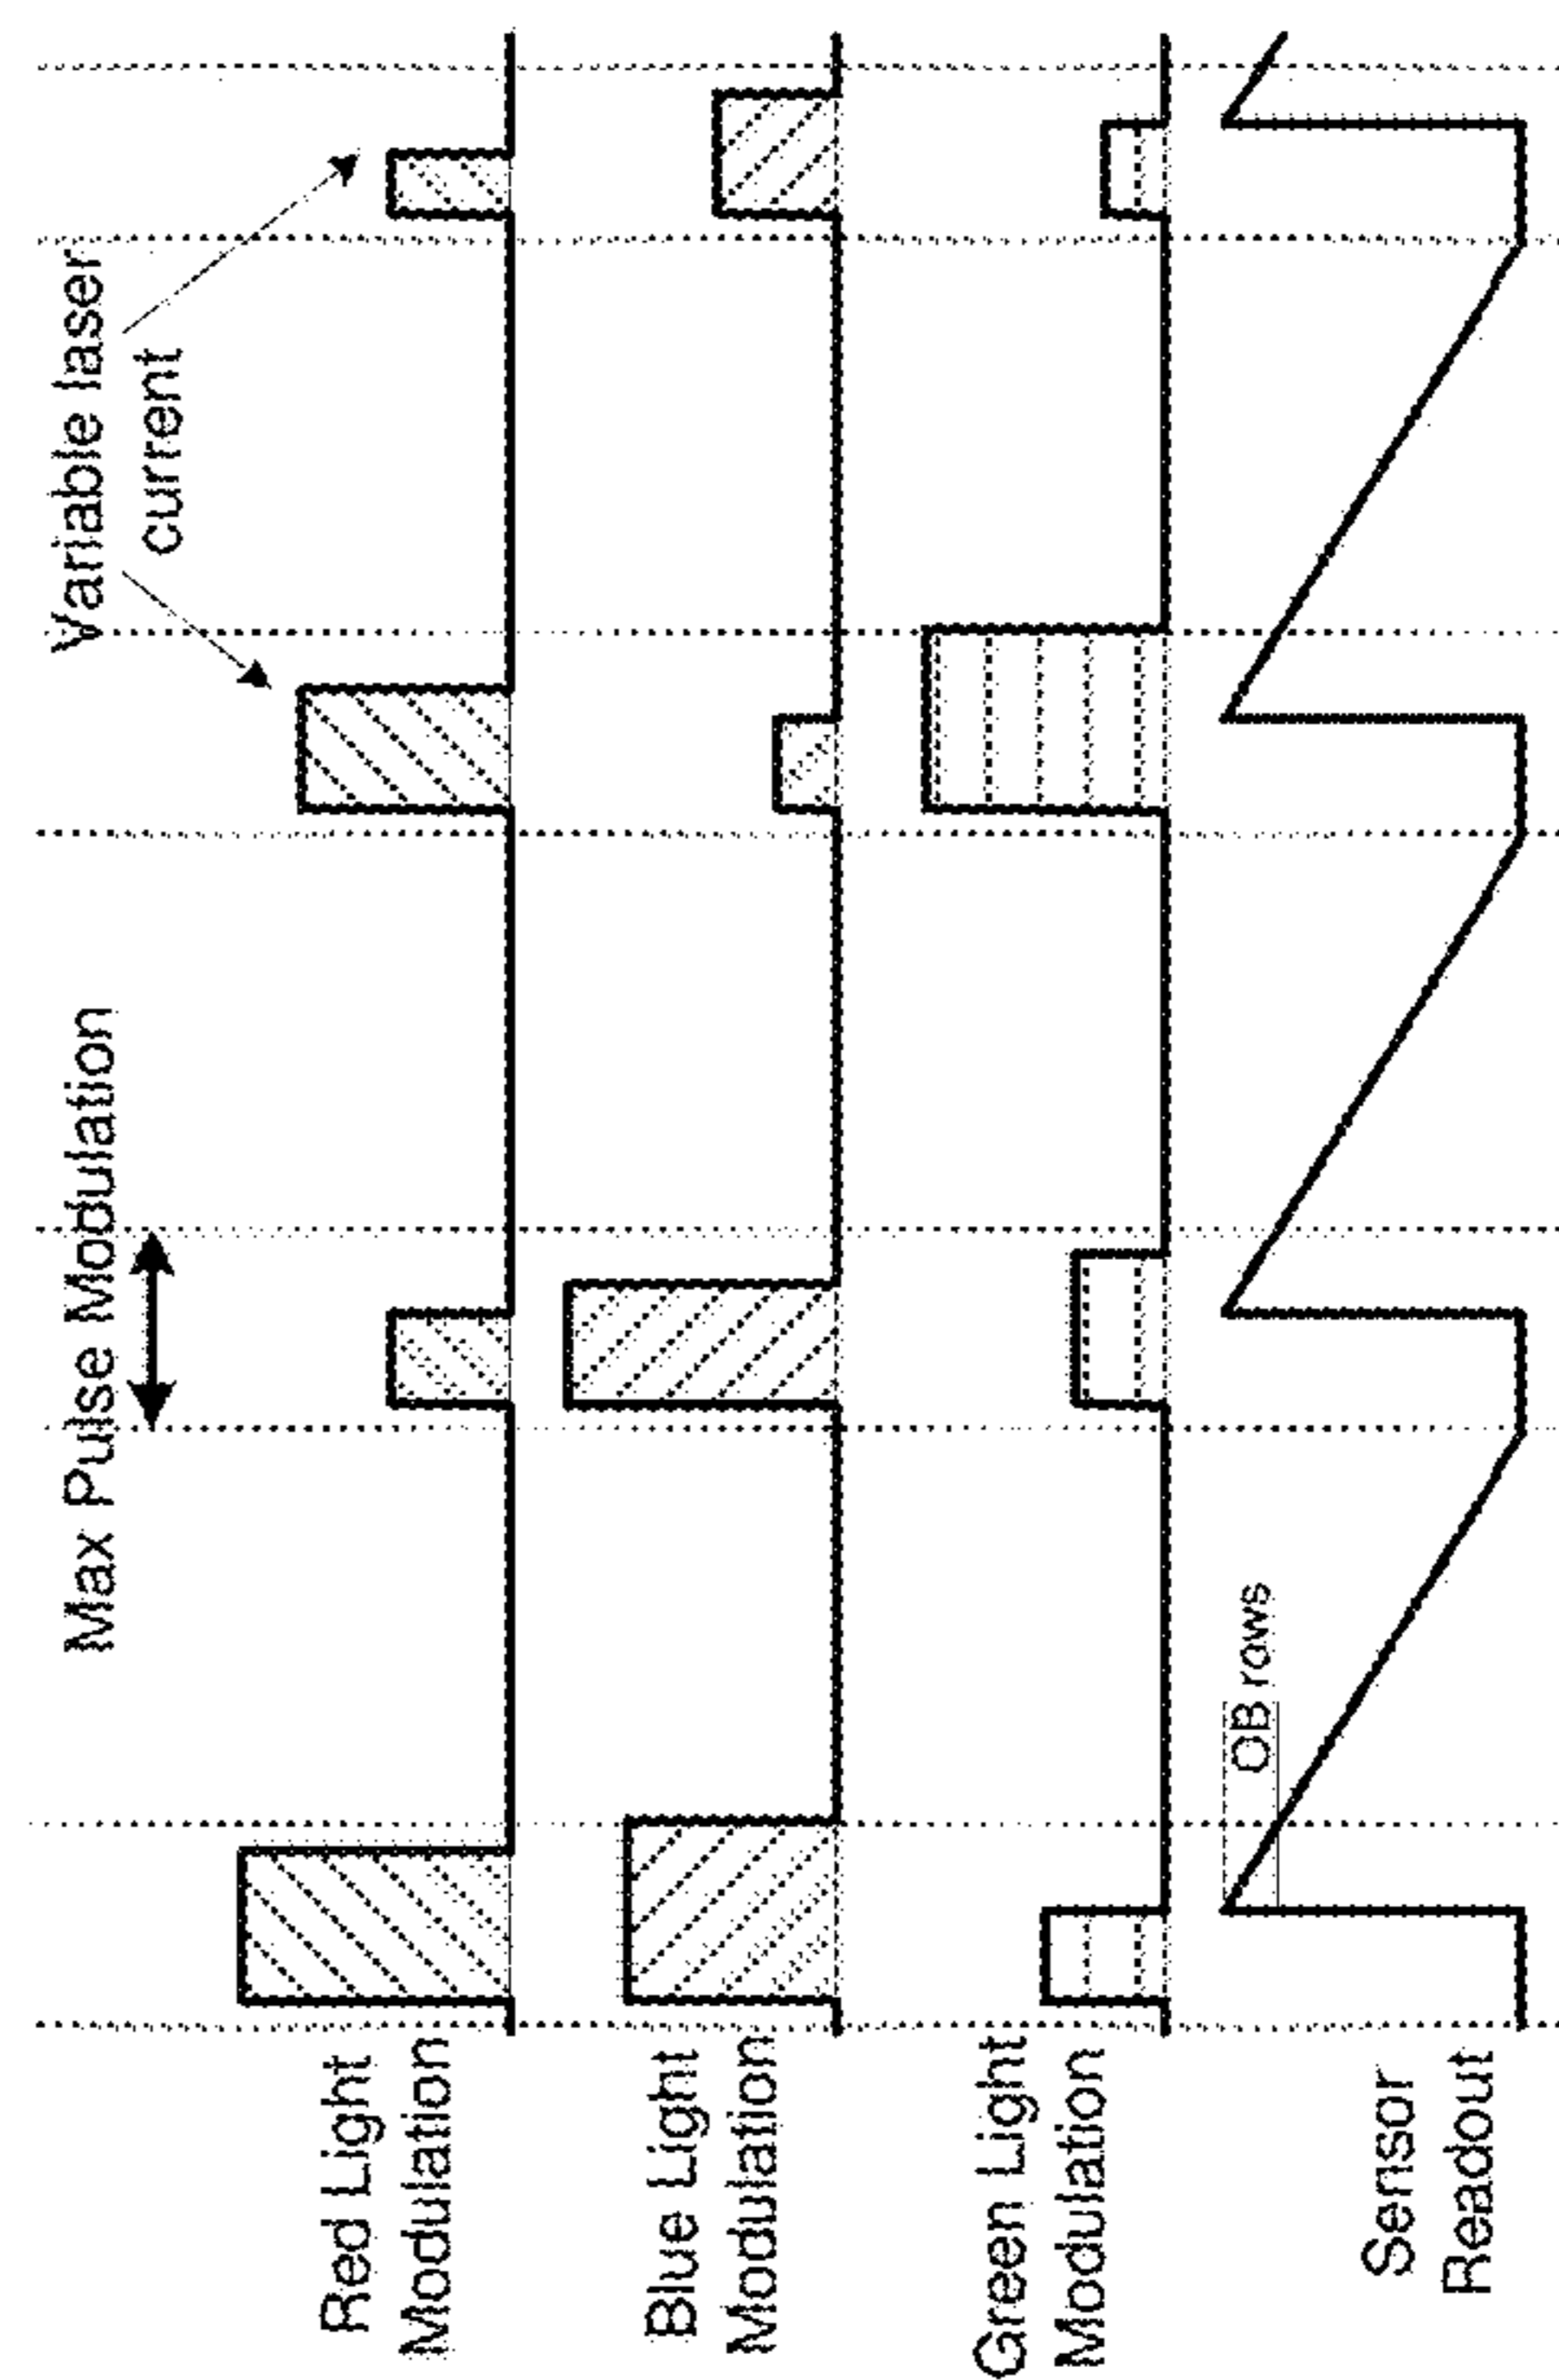 Max Pulse Modulation
Variable laser
current
Red Light
Modulation
Blue Light
Modulation
Green Light
Modulation
OB rows
Sensor
Readout